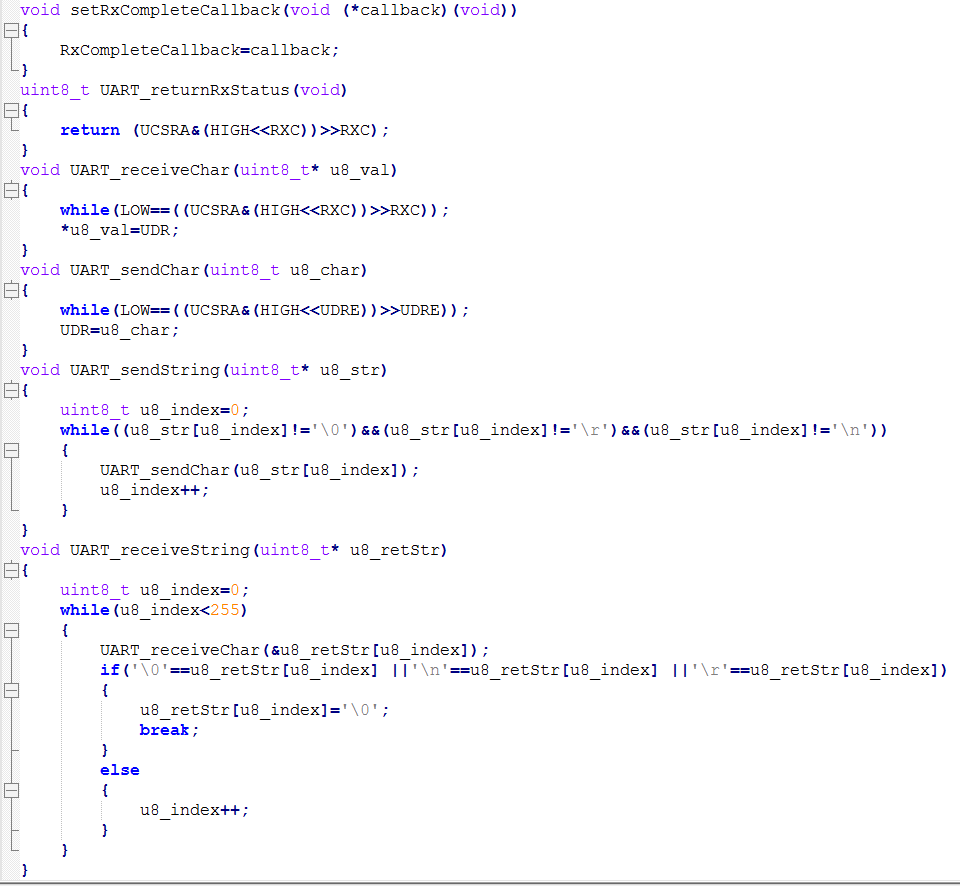 void setRxCompleteCallback(void (*callback)(void))
{
    RxCompleteCallback=callback;
}
uint8_t UART_returnRxStatus(void)
{
    return (UCSRA&(HIGH<<RXC))>>RXC);
}
void UART_receiveChar(uint8_t* u8_val)
{
    while(LOW==((UCSRA&(HIGH<<RXC))>>RXC));
    *u8_val=UDR;
}
void UART_sendChar(uint8_t u8_char)
{
    while(LOW==((UCSRA&(HIGH<<UDRE))>>UDRE));
    UDR=u8_char;
}
void UART_sendString(uint8_t* u8_str)
{
    uint8_t u8_index=0;
    while((u8_str[u8_index]!='\0')&&(u8_str[u8_index]!='\r')&&(u8_str[u8_index]!='\n'))
    {
        UART_sendChar(u8_str[u8_index]);
        u8_index++;
    }
}
void UART_receiveString(uint8_t* u8_retStr)
{
    uint8_t u8_index=0;
    while(u8_index<255)
    {
        UART_receiveChar(&u8_retStr[u8_index]);
        if('\0'==u8_retStr[u8_index] ||'\n'==u8_retStr[u8_index] ||'\r'==u8_retStr[u8_index])
        {
            u8_retStr[u8_index]='\0';
            break;
        }
        else
        {
            u8_index++;
        }
    }
}